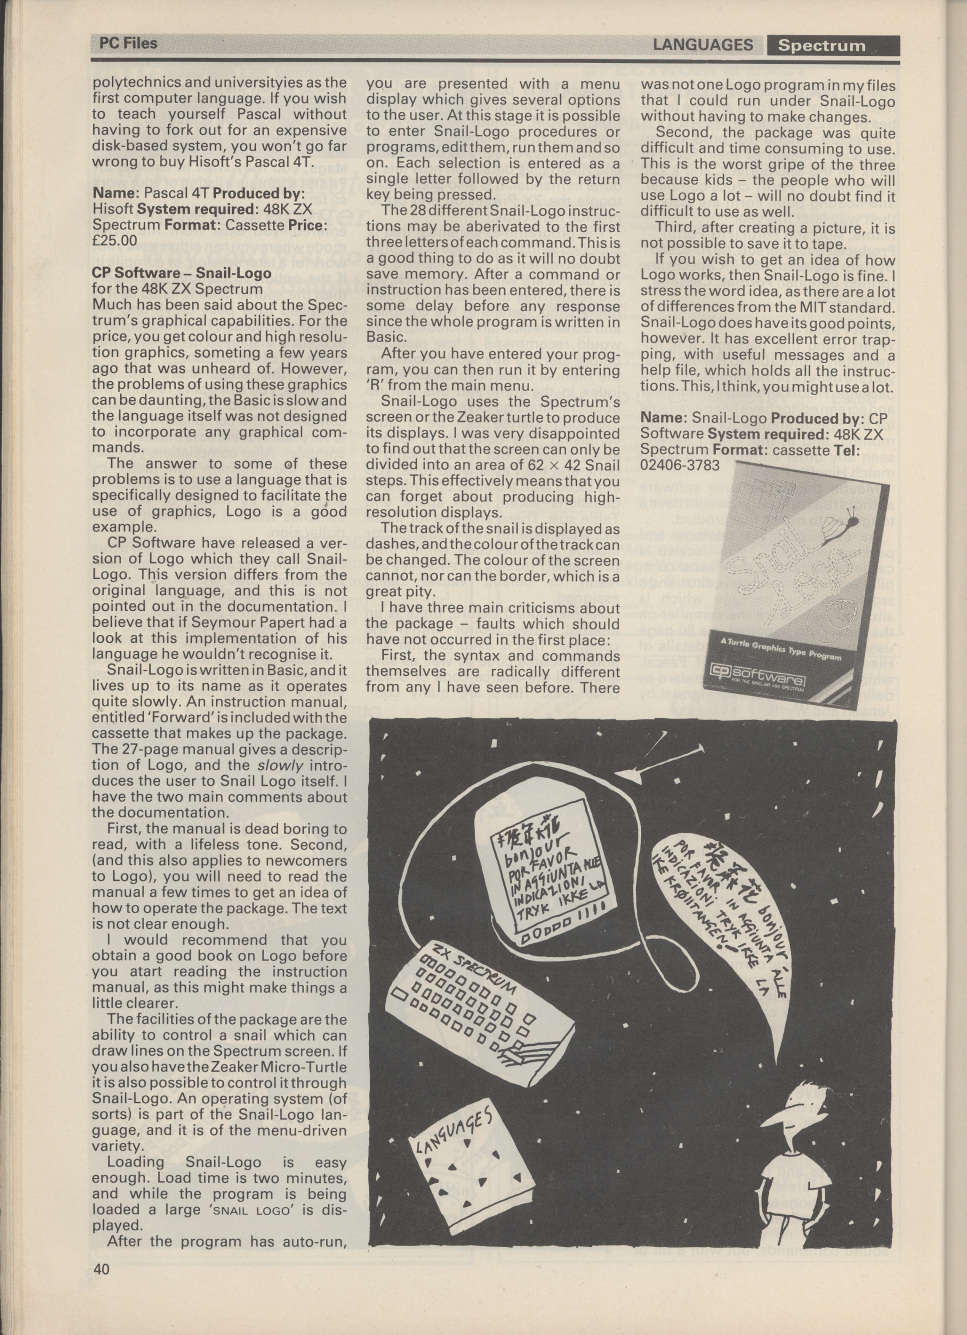 PC Files
LANGUAGES Spectrum
polytechnics and universityies as the
first computer language. If you wish
to teach yourself Pascal without
having to fork out for an expensive
disk-based system, you won't go far
wrong to buy Hisoft's Pascal 4T.
Name: Pascal 4T Produced by:
Hisoft System required: 48K ZX
Spectrum Format: Cassette Price:
£25.00
CP Software – Snail-Logo
for the 48K ZX Spectrum
Much has been said about the Spec-
trum's graphical capabilities. For the
price, you get colour and high resolu-
tion graphics, someting a few years
ago that was unheard of. However,
the problems of using these graphics
can be daunting, the Basic is slow and
the language itself was not designed
to incorporate any graphical com-
mands.
The answer to some of these
problems is to use a language that is
specifically designed to facilitate the
use of graphics, Logo is a good
example.
CP Software have released a ver-
sion of Logo which they call Snail-
Logo. This version differs from the
original language, and this is not
pointed out in the documentation. I
believe that if Seymour Papert had a
look at this implementation of his
language he wouldn't recognise it.
Snail-Logo is written in Basic, and it
lives up to its name as it operates
quite slowly. An instruction manual,
entitled 'Forward' is included with the
cassette that makes up the package.
The 27-page manual gives a descrip-
tion of Logo, and the slowly intro-
duces the user to Snail Logo itself. I
have the two main comments about
the documentation.
First, the manual is dead boring to
read, with a lifeless tone. Second,
(and this also applies to newcomers
to Logo), you will need to read the
manual a few times to get an idea of
how to operate the package. The text
is not clear enough.
I would recommend that you
obtain a good book on Logo before
you atart reading the instruction
manual, as this might make things a
little clearer.
The facilities of the package are the
ability to control a snail which can
draw lines on the Spectrum screen. If
you also have the Zeaker Micro-Turtle
it is also possible to control it through
Snail-Logo. An operating system (of
sorts) is part of the Snail-Logo lan-
guage, and it is of the menu-driven
variety.
Loading Snail-Logo is easy
enough. Load time is two minutes,
and while the program is being
loaded a large 'SNAIL LOGO' is dis-
played.
After the program has auto-run,
you are presented with a menu
display which gives several options
to the user. At this stage it is possible
to enter Snail-Logo procedures or
programs, edit them, run them and so
on. Each selection is entered as a
single letter followed by the return
key being pressed.
The 28 different Snail-Logo instruc-
tions may be aberivated to the first
three letters of each command. This is
a good thing to do as it will no doubt
save memory. After a command or
instruction has been entered, there is
some delay before any response
since the whole program is written in
Basic.
After you have entered your prog-
ram, you can then run it by entering
'R' from the main menu.
Snail-Logo uses the Spectrum's
screen or the Zeaker turtle to produce
its displays. I was very disappointed
to find out that the screen can only be
divided into an area of 62 × 42 Snail
steps. This effectively means that you
can forget about producing high-
resolution displays.
The track of the snail is displayed as
dashes, and the colour of the track can
be changed. The colour of the screen
cannot, nor can the border, which is a
great pity.
I have three main criticisms about
the package – faults which should
have not occurred in the first place:
First, the syntax and commands
themselves are radically different
from any I have seen before. There
was not one Logo program in my files
that I could run under Snail-Logo
without having to make changes.
Second, the package was quite
difficult and time consuming to use.
This is the worst gripe of the three
because kids – the people who will
use Logo a lot – will no doubt find it
difficult to use as well.
Third, after creating a picture, it is
not possible to save it to tape.
If you wish to get an idea of how
Logo works, then Snail-Logo is fine. I
stress the word idea, as there are a lot
of differences from the MIT standard.
Snail-Logo does have its good points,
however. It has excellent error trap-
ping, with useful messages and a
help file, which holds all the instruc-
tions. This, I think, you might use a lot.
Name: Snail-Logo Produced by: CP
Software System required: 48K ZX
Spectrum Format: cassette Tel:
02406-3783
Snail
Logo
A Turtle Graphics Type Program
cp software
FOR THE SINCLAIR ZX SPECTRUM
bonjour
POR FAVOR
IN AGGIUNTA ALLE
INDICAZIONI
TRYK IKKE LA
bonjour ALLE
POR FAVOR IN AGGIUNTA
INDICAZIONI TRYK IKKE LA
ZX SPECTRUM
LANGUAGES
40